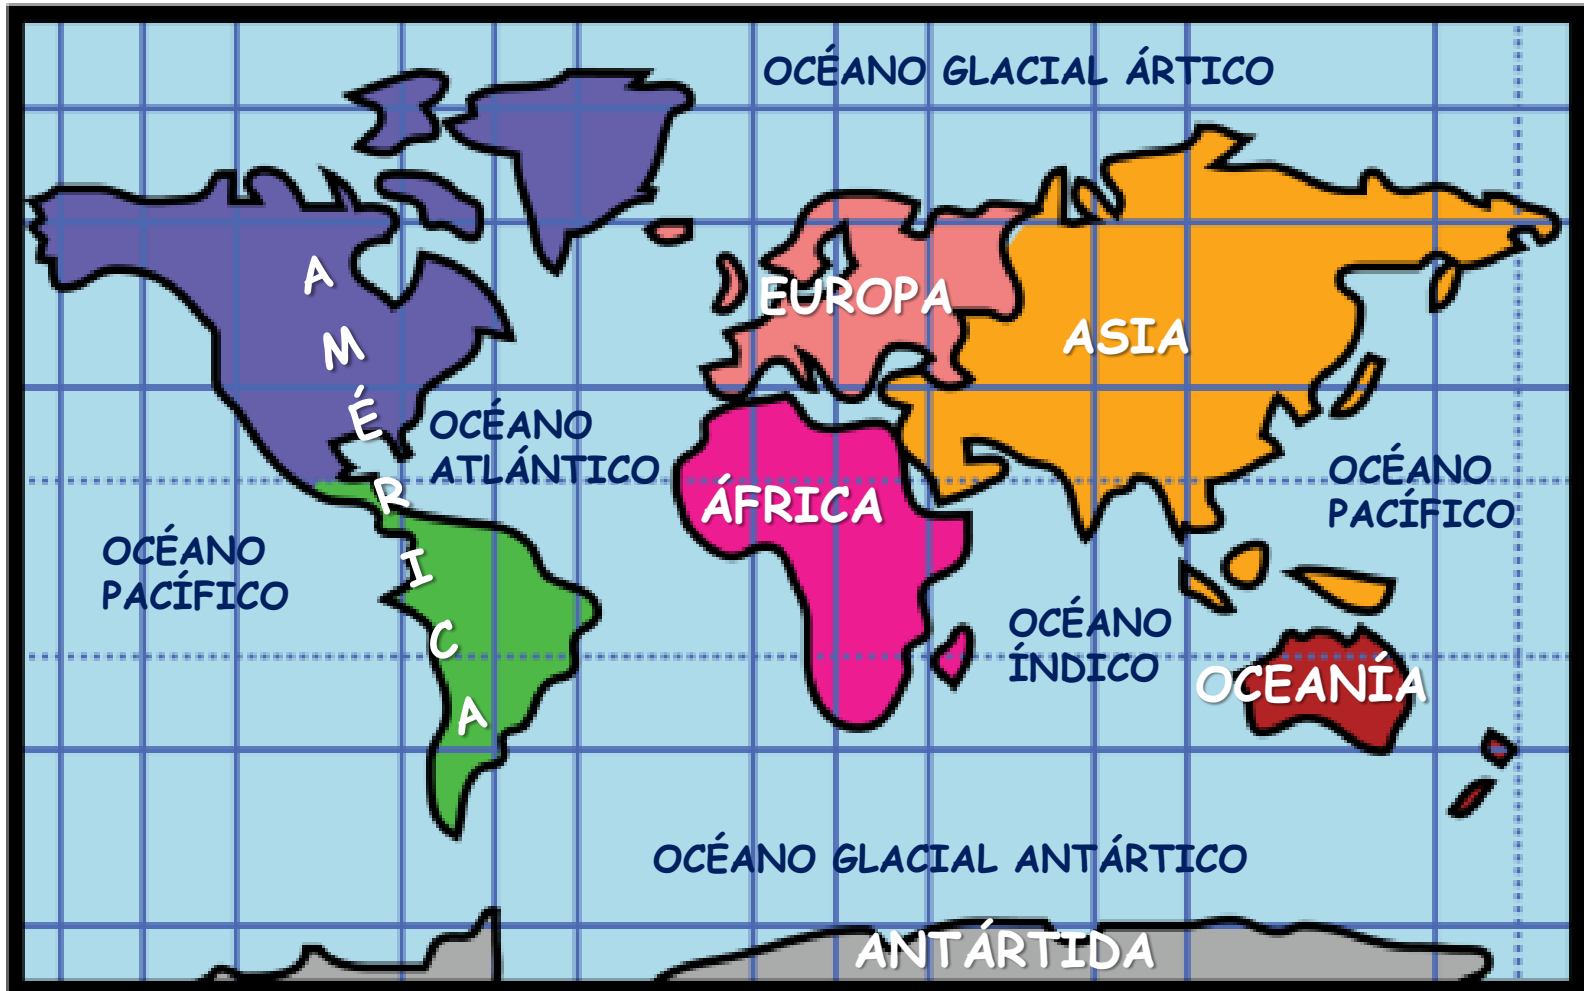 OCÉANO GLACIAL ÁRTICO
AMÉRICA
EUROPA
ASIA
OCÉANO
ATLÁNTICO
ÁFRICA
OCÉANO
PACÍFICO
OCÉANO
PACÍFICO
OCÉANO
ÍNDICO
OCEANÍA
OCÉANO GLACIAL ANTÁRTICO
ANTÁRTIDA